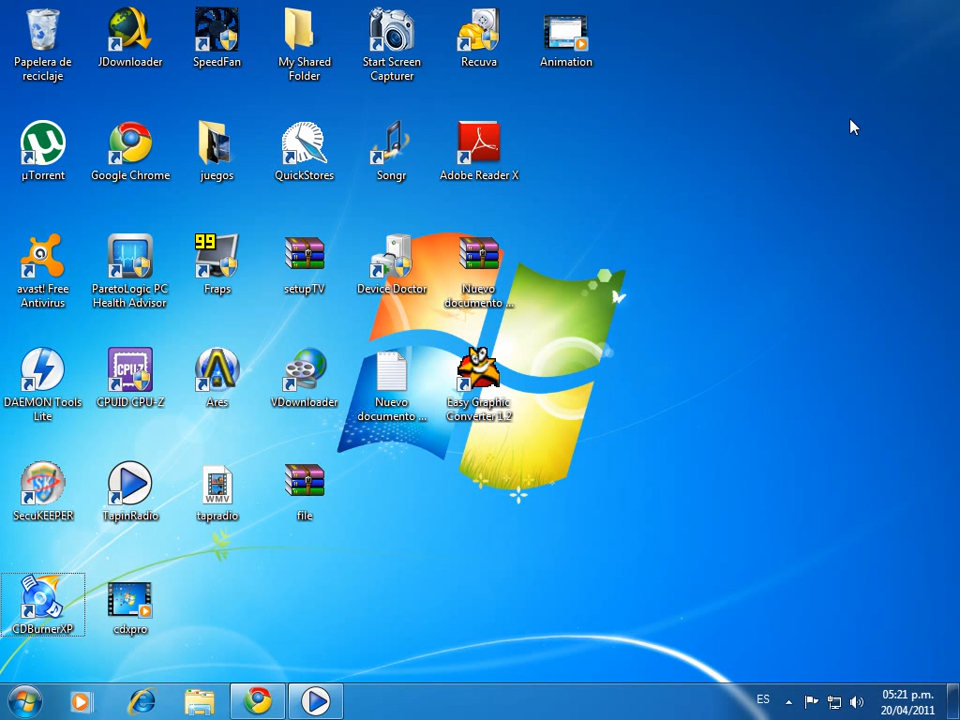 Papelera de
reciclaje
JDownloader
SpeedFan
My Shared
Folder
Start Screen
Capturer
Recuva
Animation
µTorrent
Google Chrome
juegos
QuickStores
Songr
Adobe Reader X
avast! Free
Antivirus
ParetoLogic PC
Health Advisor
99
Fraps
setupTV
Device Doctor
Nuevo
documento ...
DAEMON Tools
Lite
CPU-Z
CPUID CPU-Z
Ares
VDownloader
Nuevo
documento ...
Easy Graphic
Converter 1.2
SecuKEEPER
TapinRadio
WMV
tapradio
file
CDBurnerXP
cdxpro
ES
05:21 p.m.
20/04/2011